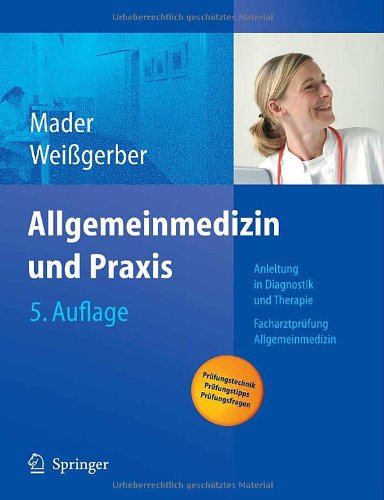 Urheberrechtlich geschütztes Material
Mader
Weißgerber
Allgemeinmedizin
und Praxis
5. Auflage
Anleitung
in Diagnostik
und Therapie
Facharztprüfung
Allgemeinmedizin
Prüfungstechnik
Prüfungstipps
Prüfungsfragen
Springer
Urheberrechtlich geschütztes Material